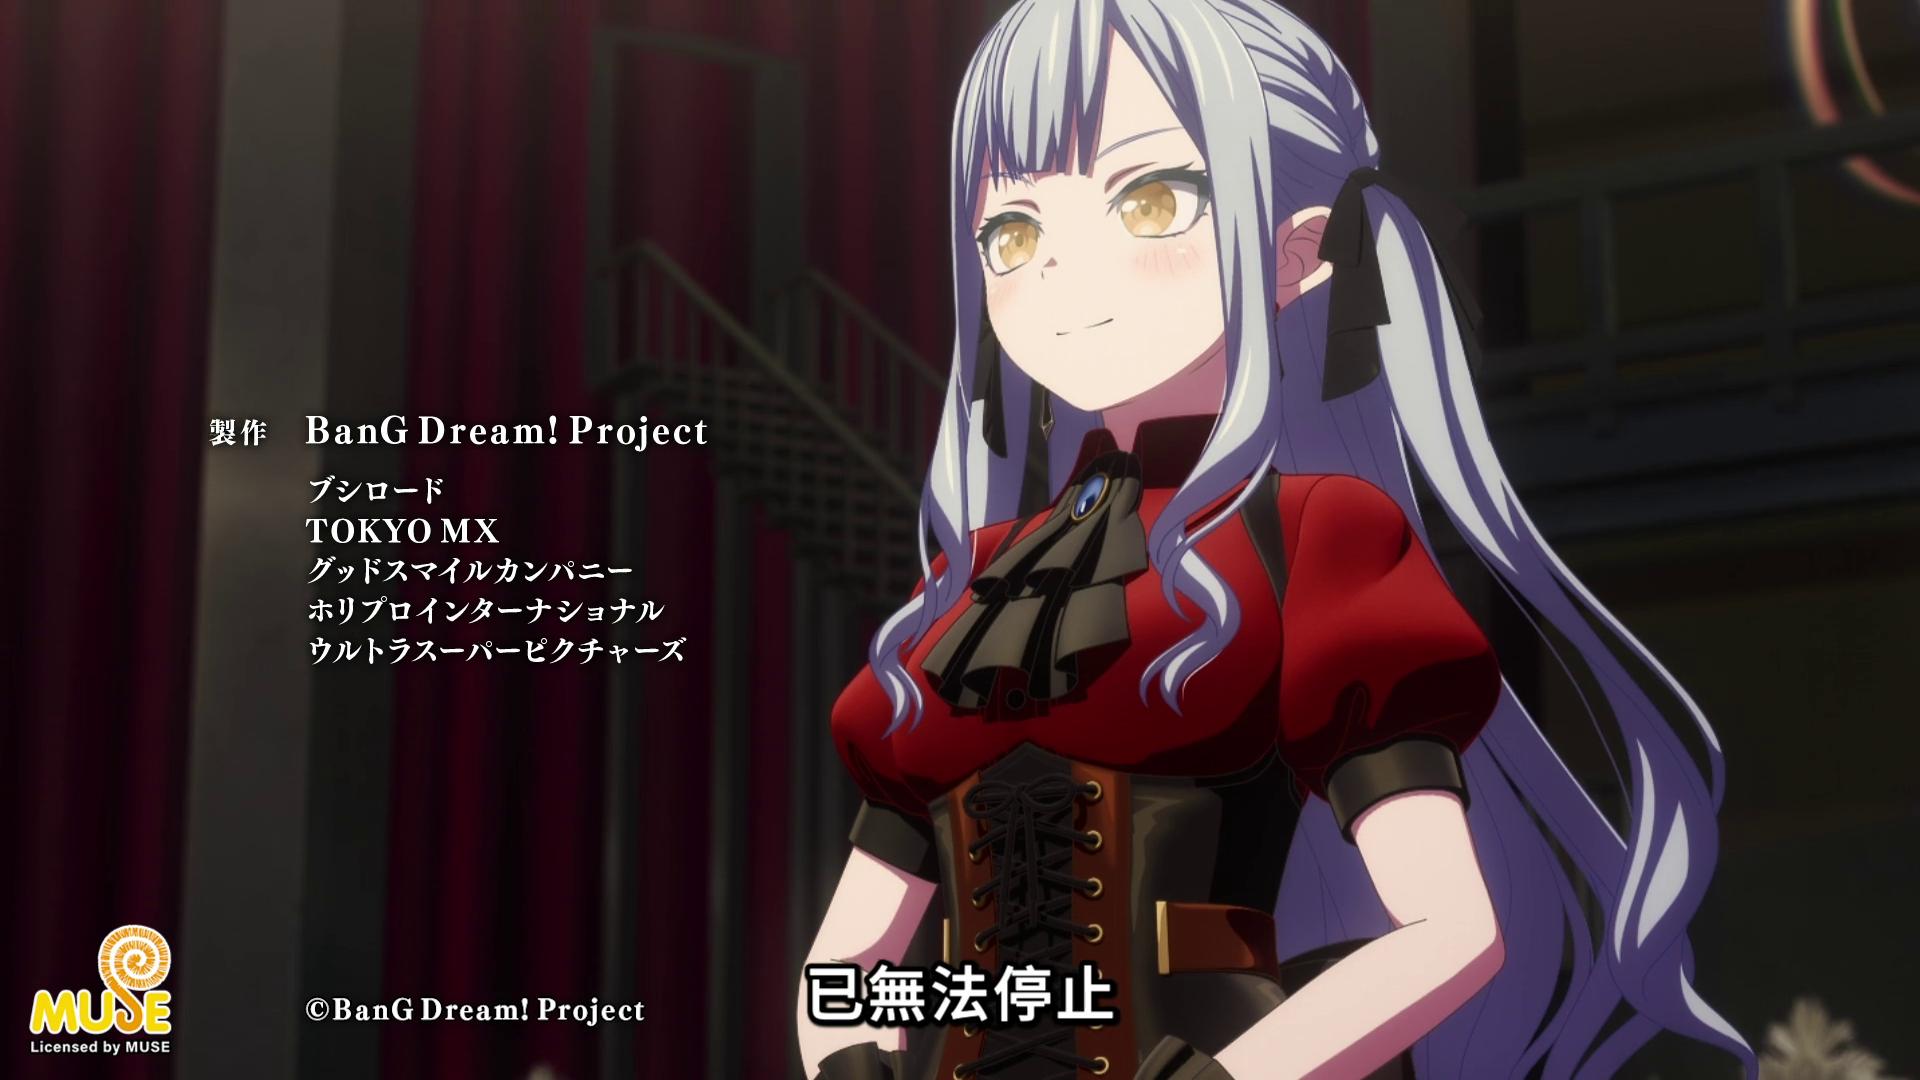 製作 BanG Dream! Project
ブシロード
TOKYO MX
グッドスマイルカンパニー
ホリプロインターナショナル
ウルトラスーパーピクチャーズ
©BanG Dream! Project
已無法停止
MUSE
Licensed by MUSE